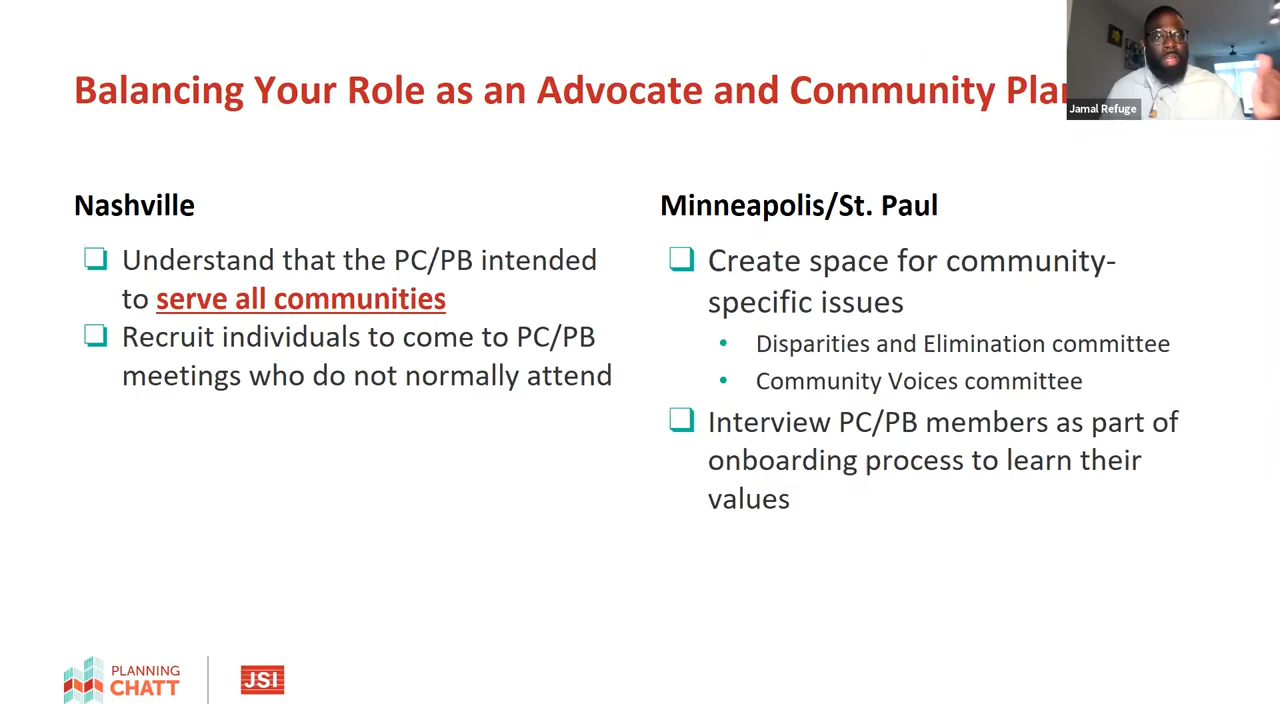 Balancing Your Role as an Advocate and Community
Jamal Refuge
Nashville
Understand that the PC/PB intended
to serve all communities
Recruit individuals to come to PC/PB
meetings who do not normally attend
Minneapolis/St. Paul
Create space for community-
specific issues
Disparities and Elimination committee
Community Voices committee
Interview PC/PB members as part of
onboarding process to learn their
values
PLANNING
CHATT
JSI